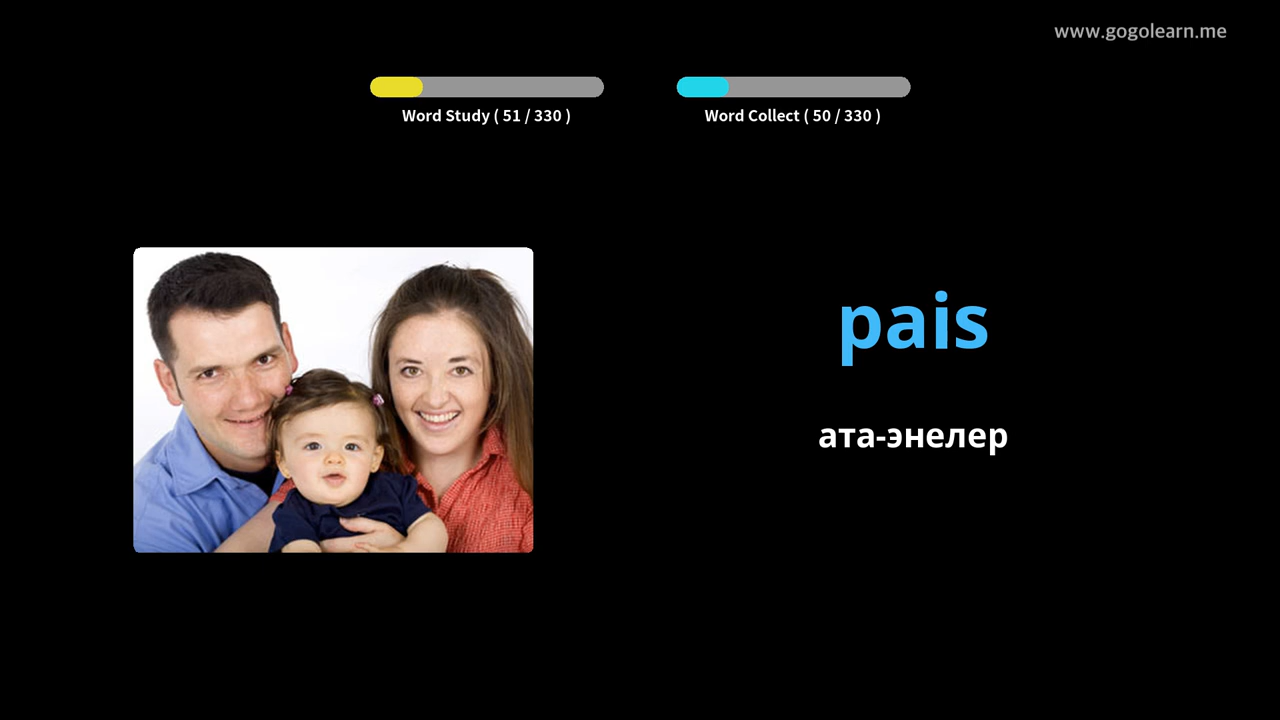 www.gogolearn.me
Word Study ( 51 / 330 )
Word Collect ( 50 / 330 )
pais
ата-энелер